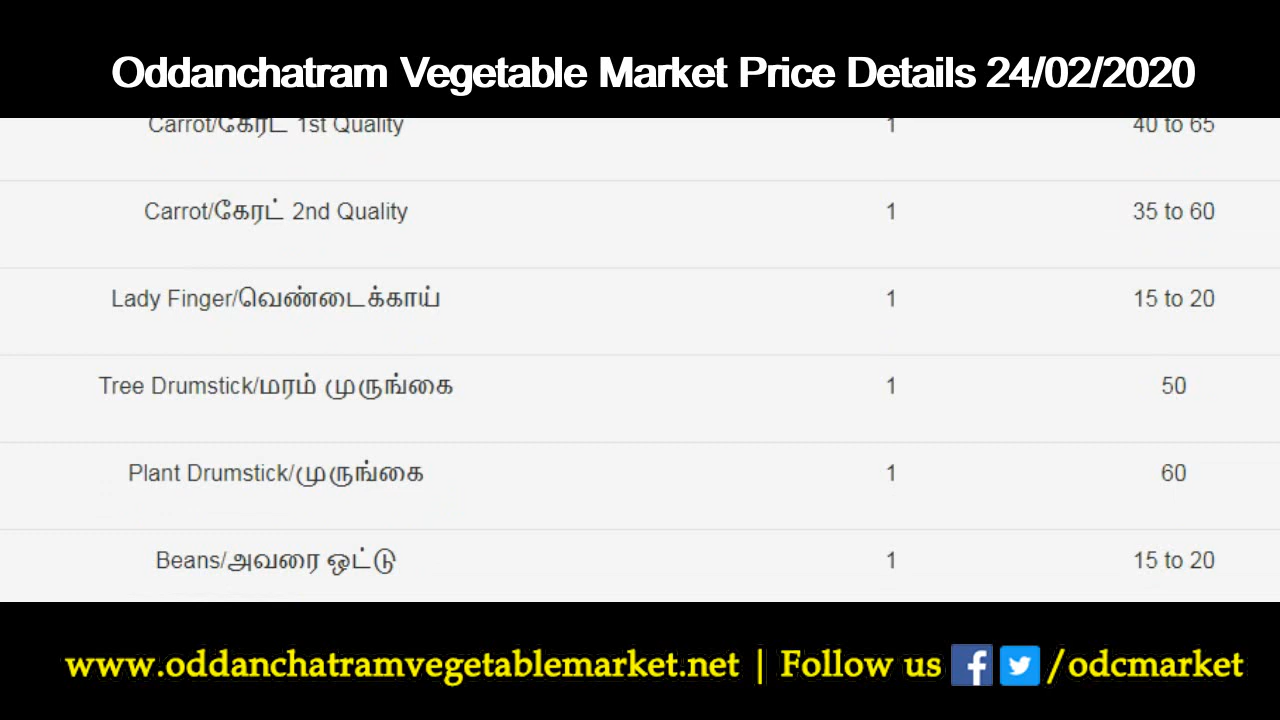 Oddanchatram Vegetable Market Price Details 24/02/2020
Carrot/கேரட் 1st Quality 1 40 to 65
Carrot/கேரட் 2nd Quality 1 35 to 60
Lady Finger/வெண்டைக்காய் 1 15 to 20
Tree Drumstick/மரம் முருங்கை 1 50
Plant Drumstick/முருங்கை 1 60
Beans/அவரை ஒட்டு 1 15 to 20
www.oddanchatramvegetablemarket.net | Follow us f /odcmarket